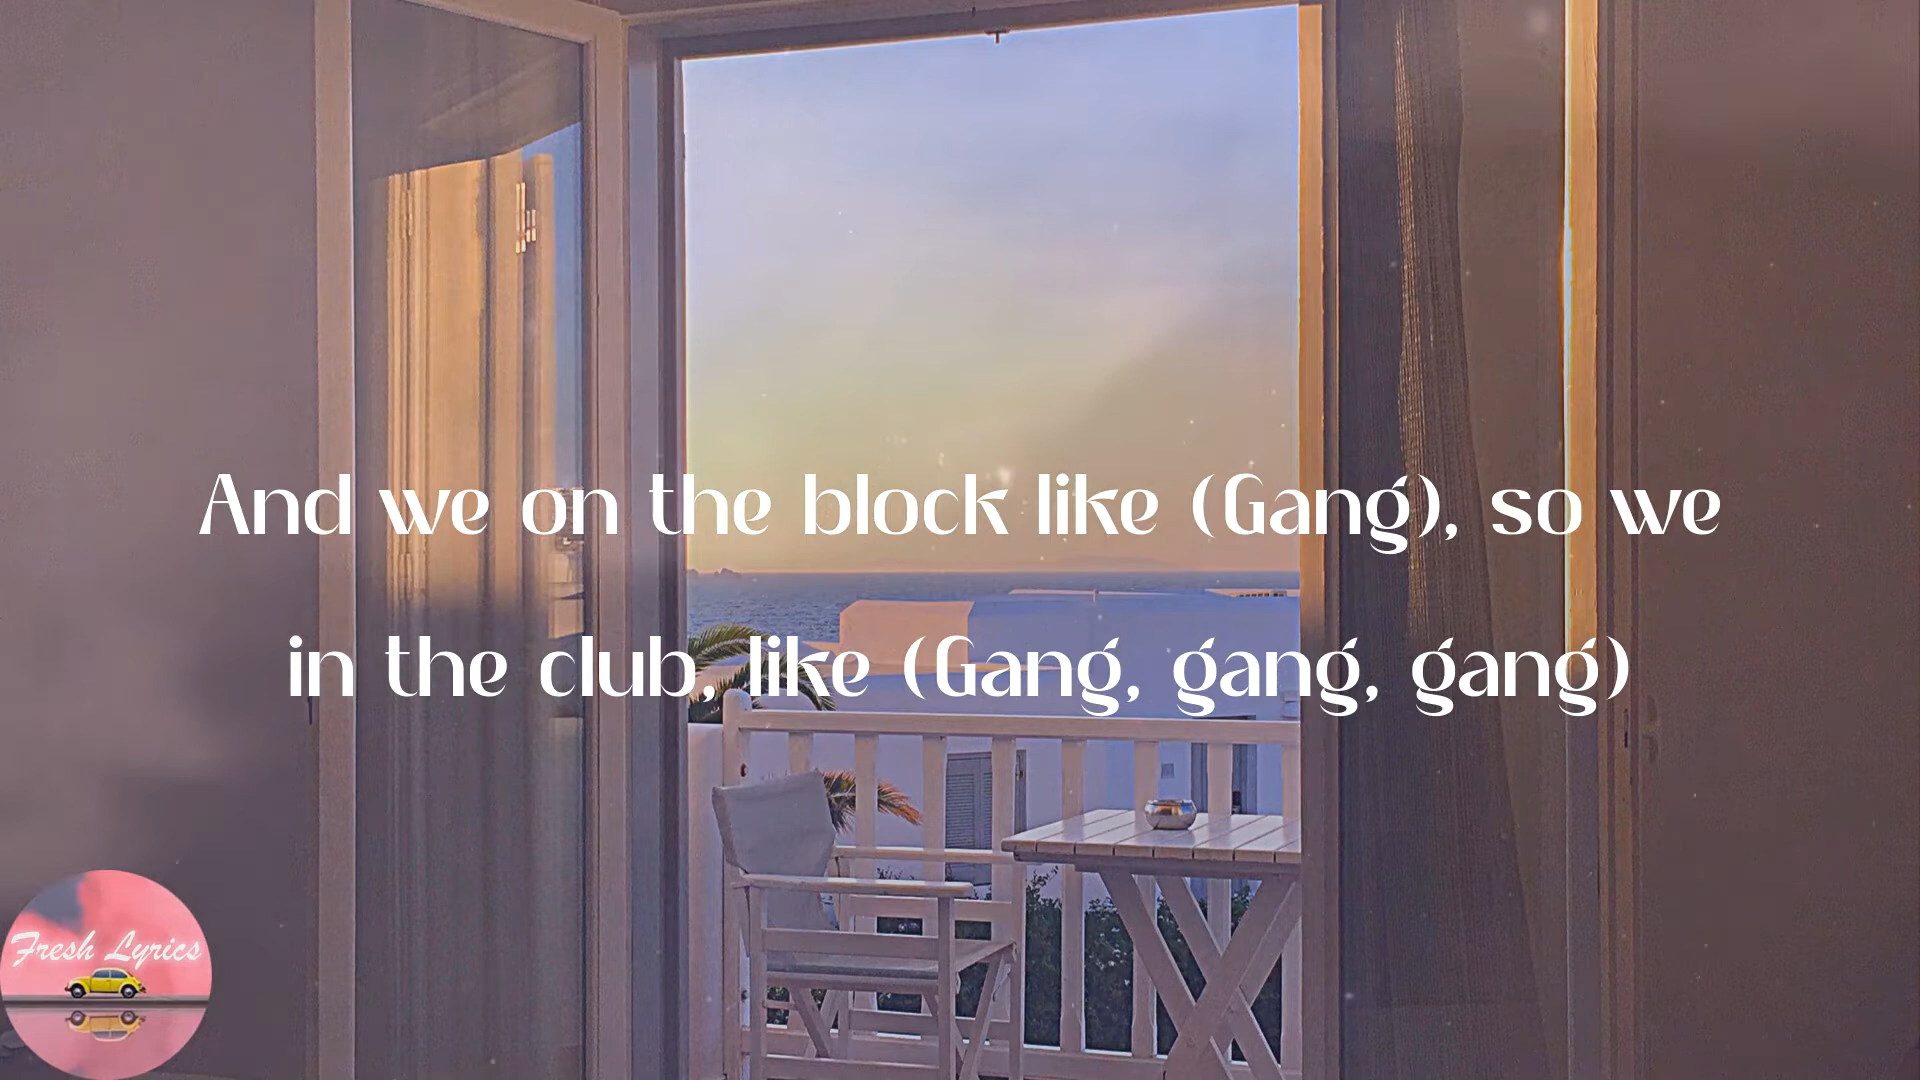 And we on the block like (Gang), so we
in the club, like (Gang, gang, gang)
Fresh Lyrics